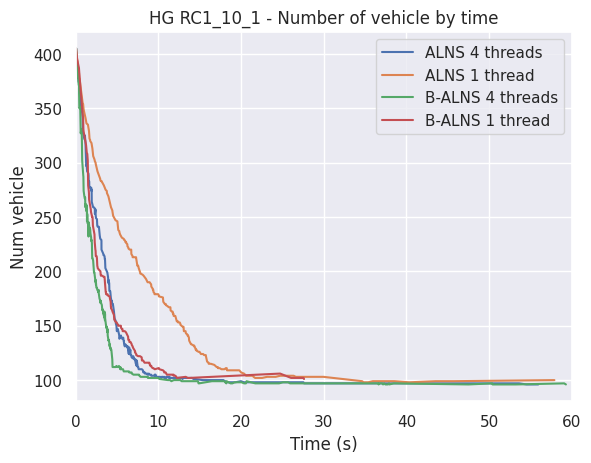 HG RC1_10_1 - Number of vehicle by time
ALNS 4 threads
ALNS 1 thread
B-ALNS 4 threads
B-ALNS 1 thread
Num vehicle
400
350
300
250
200
150
100
0
10
20
30
40
50
60
Time (s)